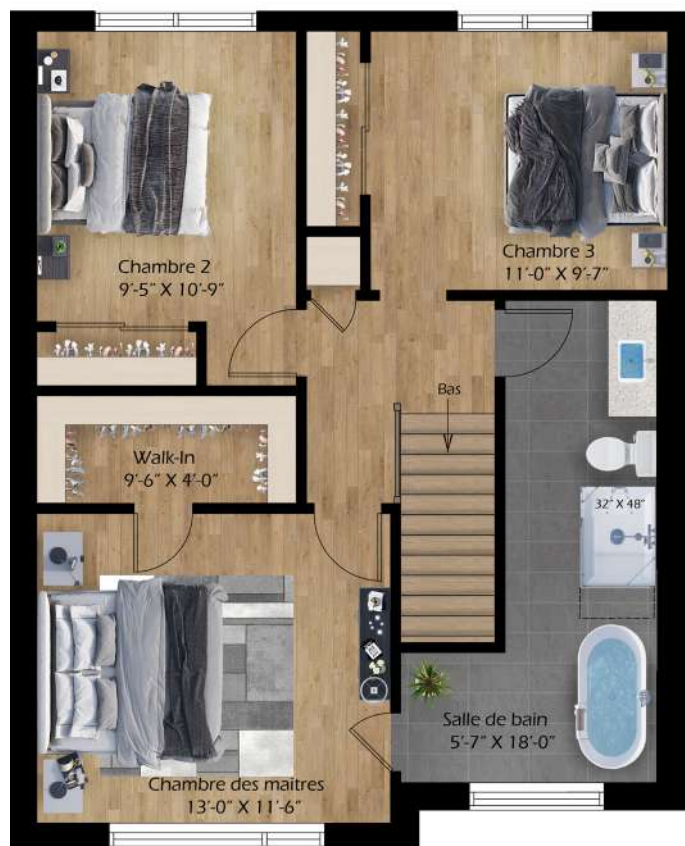 Chambre 2
9'-5" X 10'-9"
Chambre 3
11'-0" X 9'-7"
Bas
Walk-In
9'-6" X 4'-0"
32" X 48"
Salle de bain
5'-7" X 18'-0"
Chambre des maitres
13'-0" X 11'-6"